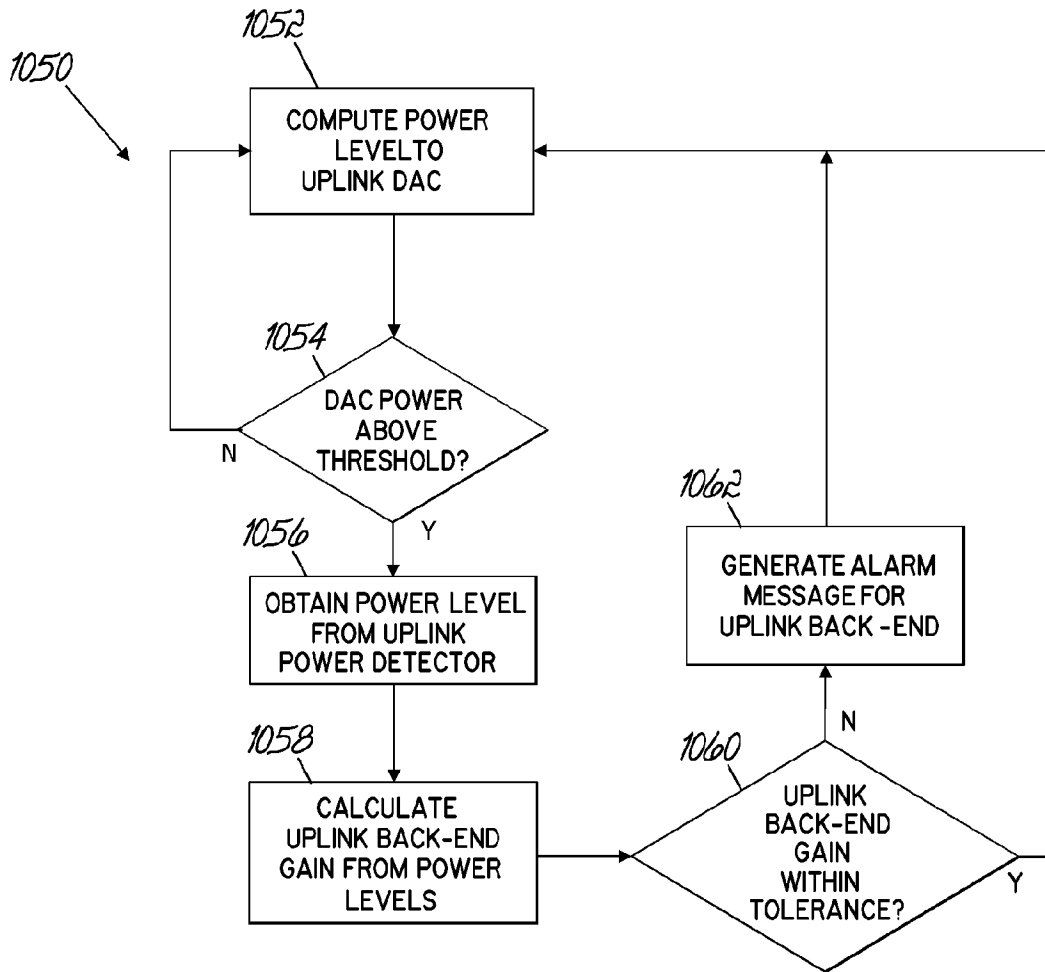 1050
1052
COMPUTE POWER
LEVELTO
UPLINK DAC
1054
DAC POWER
ABOVE
THRESHOLD?
N
Y
1056
OBTAIN POWER LEVEL
FROM UPLINK
POWER DETECTOR
1058
CALCULATE
UPLINK BACK-END
GAIN FROM POWER
LEVELS
1060
UPLINK
BACK-END
GAIN
WITHIN
TOLERANCE?
N
Y
1062
GENERATE ALARM
MESSAGE FOR
UPLINK BACK-END